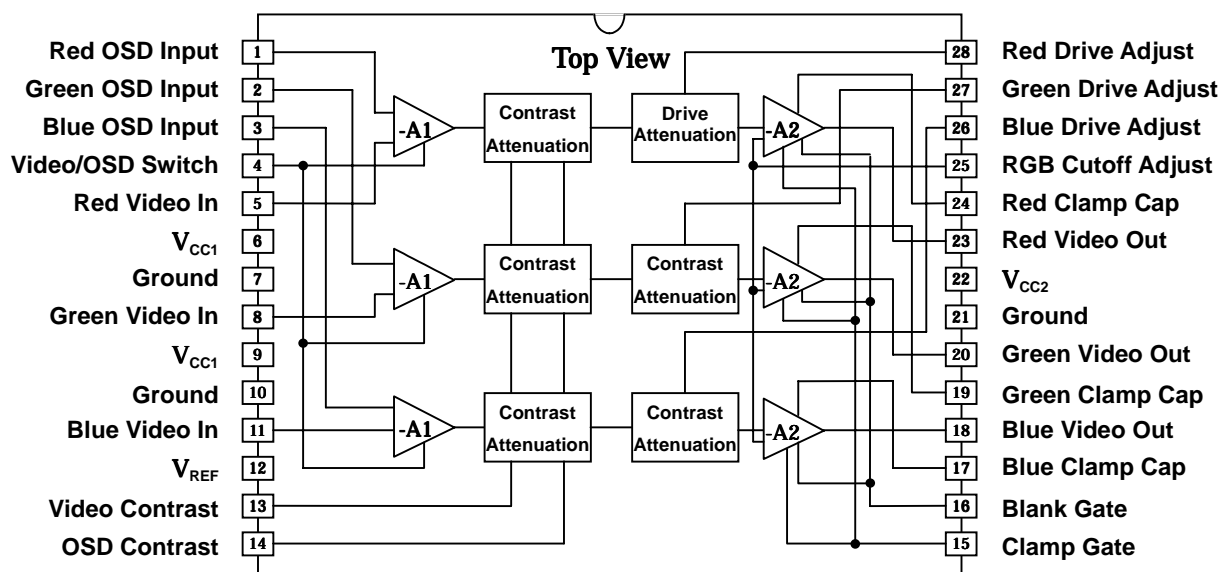 Top View
Red OSD Input 1
Green OSD Input 2
Blue OSD Input 3
Video/OSD Switch 4
Red Video In 5
VCC1 6
Ground 7
Green Video In 8
VCC1 9
Ground 10
Blue Video In 11
VREF 12
Video Contrast 13
OSD Contrast 14
-A1
Contrast
Attenuation
Drive
Attenuation
-A2
-A1
Contrast
Attenuation
Contrast
Attenuation
-A2
-A1
Contrast
Attenuation
Contrast
Attenuation
-A2
28 Red Drive Adjust
27 Green Drive Adjust
26 Blue Drive Adjust
25 RGB Cutoff Adjust
24 Red Clamp Cap
23 Red Video Out
22 VCC2
21 Ground
20 Green Video Out
19 Green Clamp Cap
18 Blue Video Out
17 Blue Clamp Cap
16 Blank Gate
15 Clamp Gate